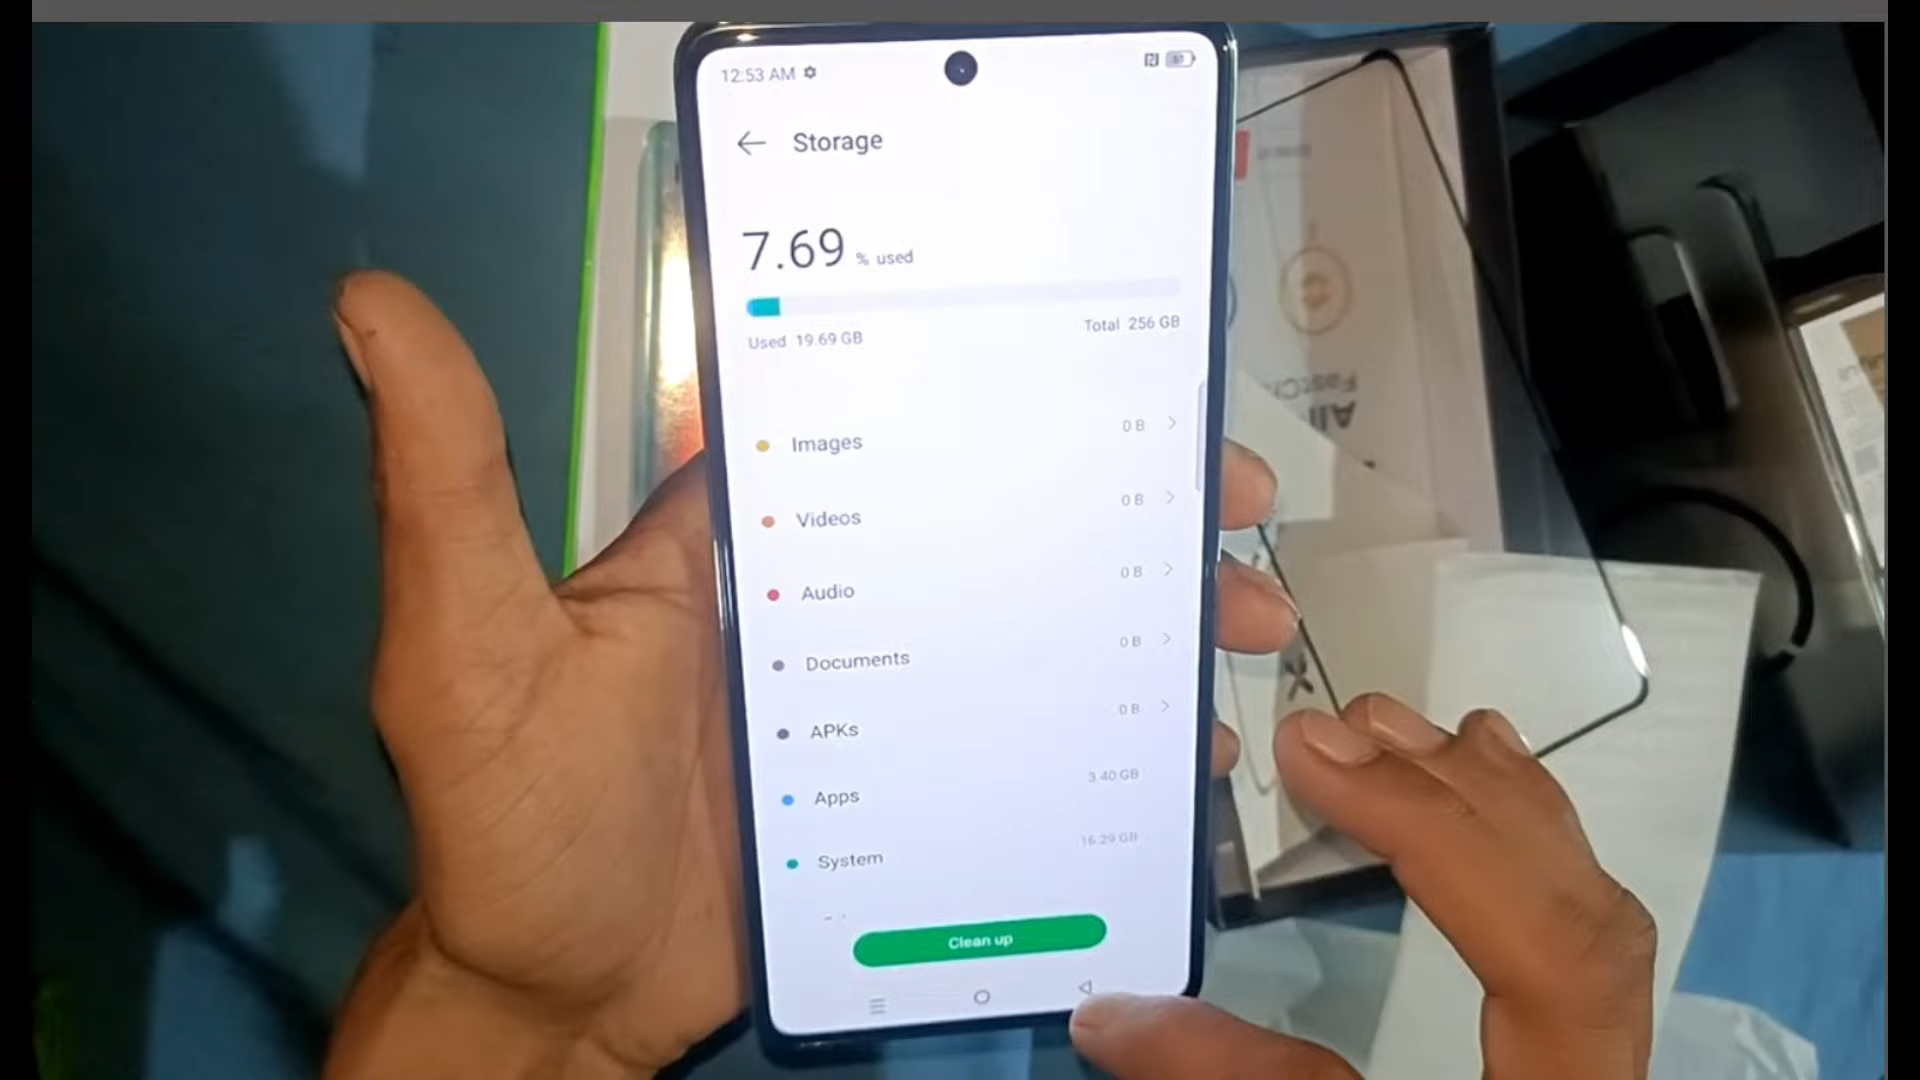 12:53 AM
Storage
7.69 % used
Used 19.69 GB
Total 256 GB
Images 0 B
Videos 0 B
Audio 0 B
Documents 0 B
APKs 0 B
Apps 3.40 GB
System 16.29 GB
Clean up